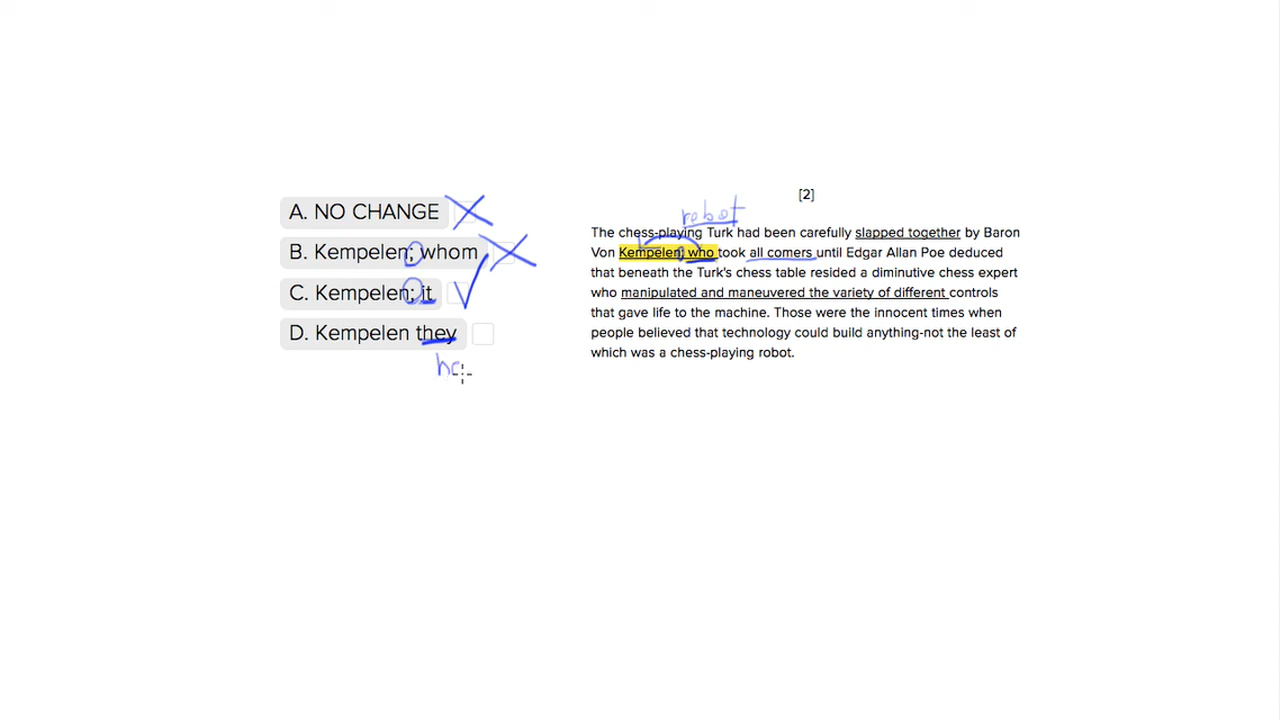 A. NO CHANGE
B. Kempelen; whom
C. Kempelen; it
D. Kempelen they
[2]
robot
The chess-playing Turk had been carefully slapped together by Baron
Von Kempelen; who took all comers until Edgar Allan Poe deduced
that beneath the Turk's chess table resided a diminutive chess expert
who manipulated and maneuvered the variety of different controls
that gave life to the machine. Those were the innocent times when
people believed that technology could build anything-not the least of
which was a chess-playing robot.